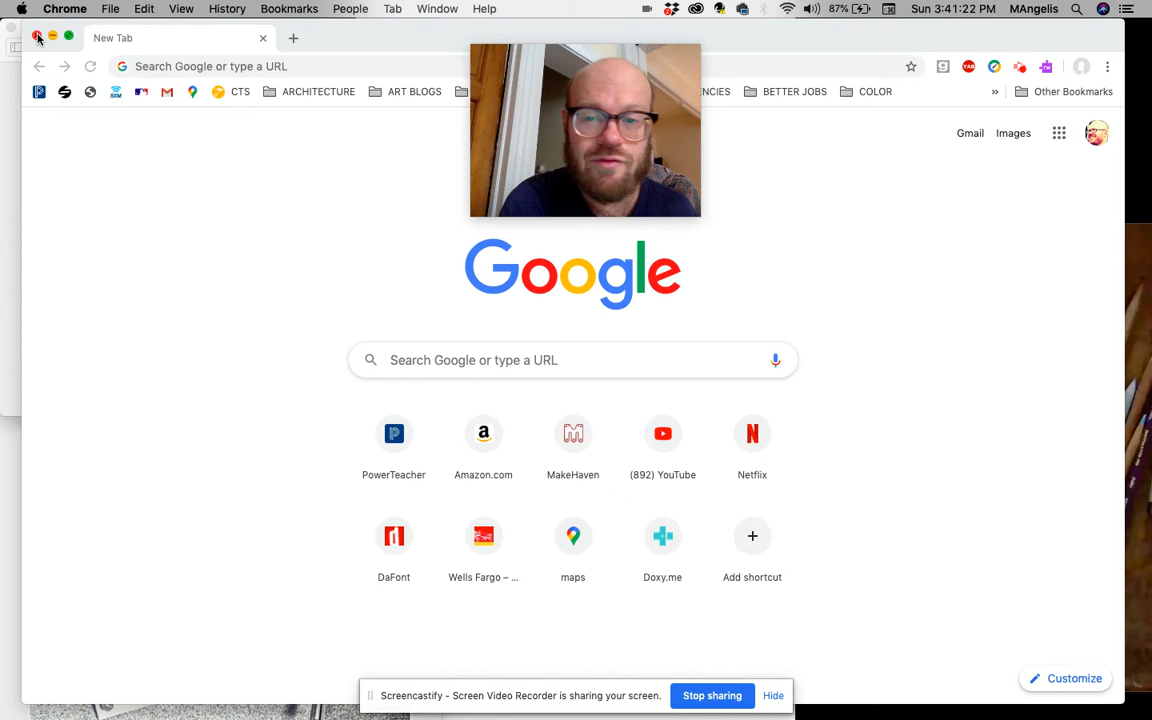 Chrome File Edit View History Bookmarks People Tab Window Help 87% Sun 3:41:22 PM MAngelis
New Tab
Search Google or type a URL
CTS ARCHITECTURE ART BLOGS NCIES BETTER JOBS COLOR » Other Bookmarks
Gmail Images
Google
Search Google or type a URL
PowerTeacher Amazon.com MakeHaven (892) YouTube Netflix
DaFont Wells Fargo – ... maps Doxy.me Add shortcut
Customize
Screencastify - Screen Video Recorder is sharing your screen. Stop sharing Hide